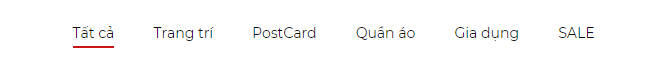 Tất cả Trang trí PostCard Quần áo Gia dụng SALE